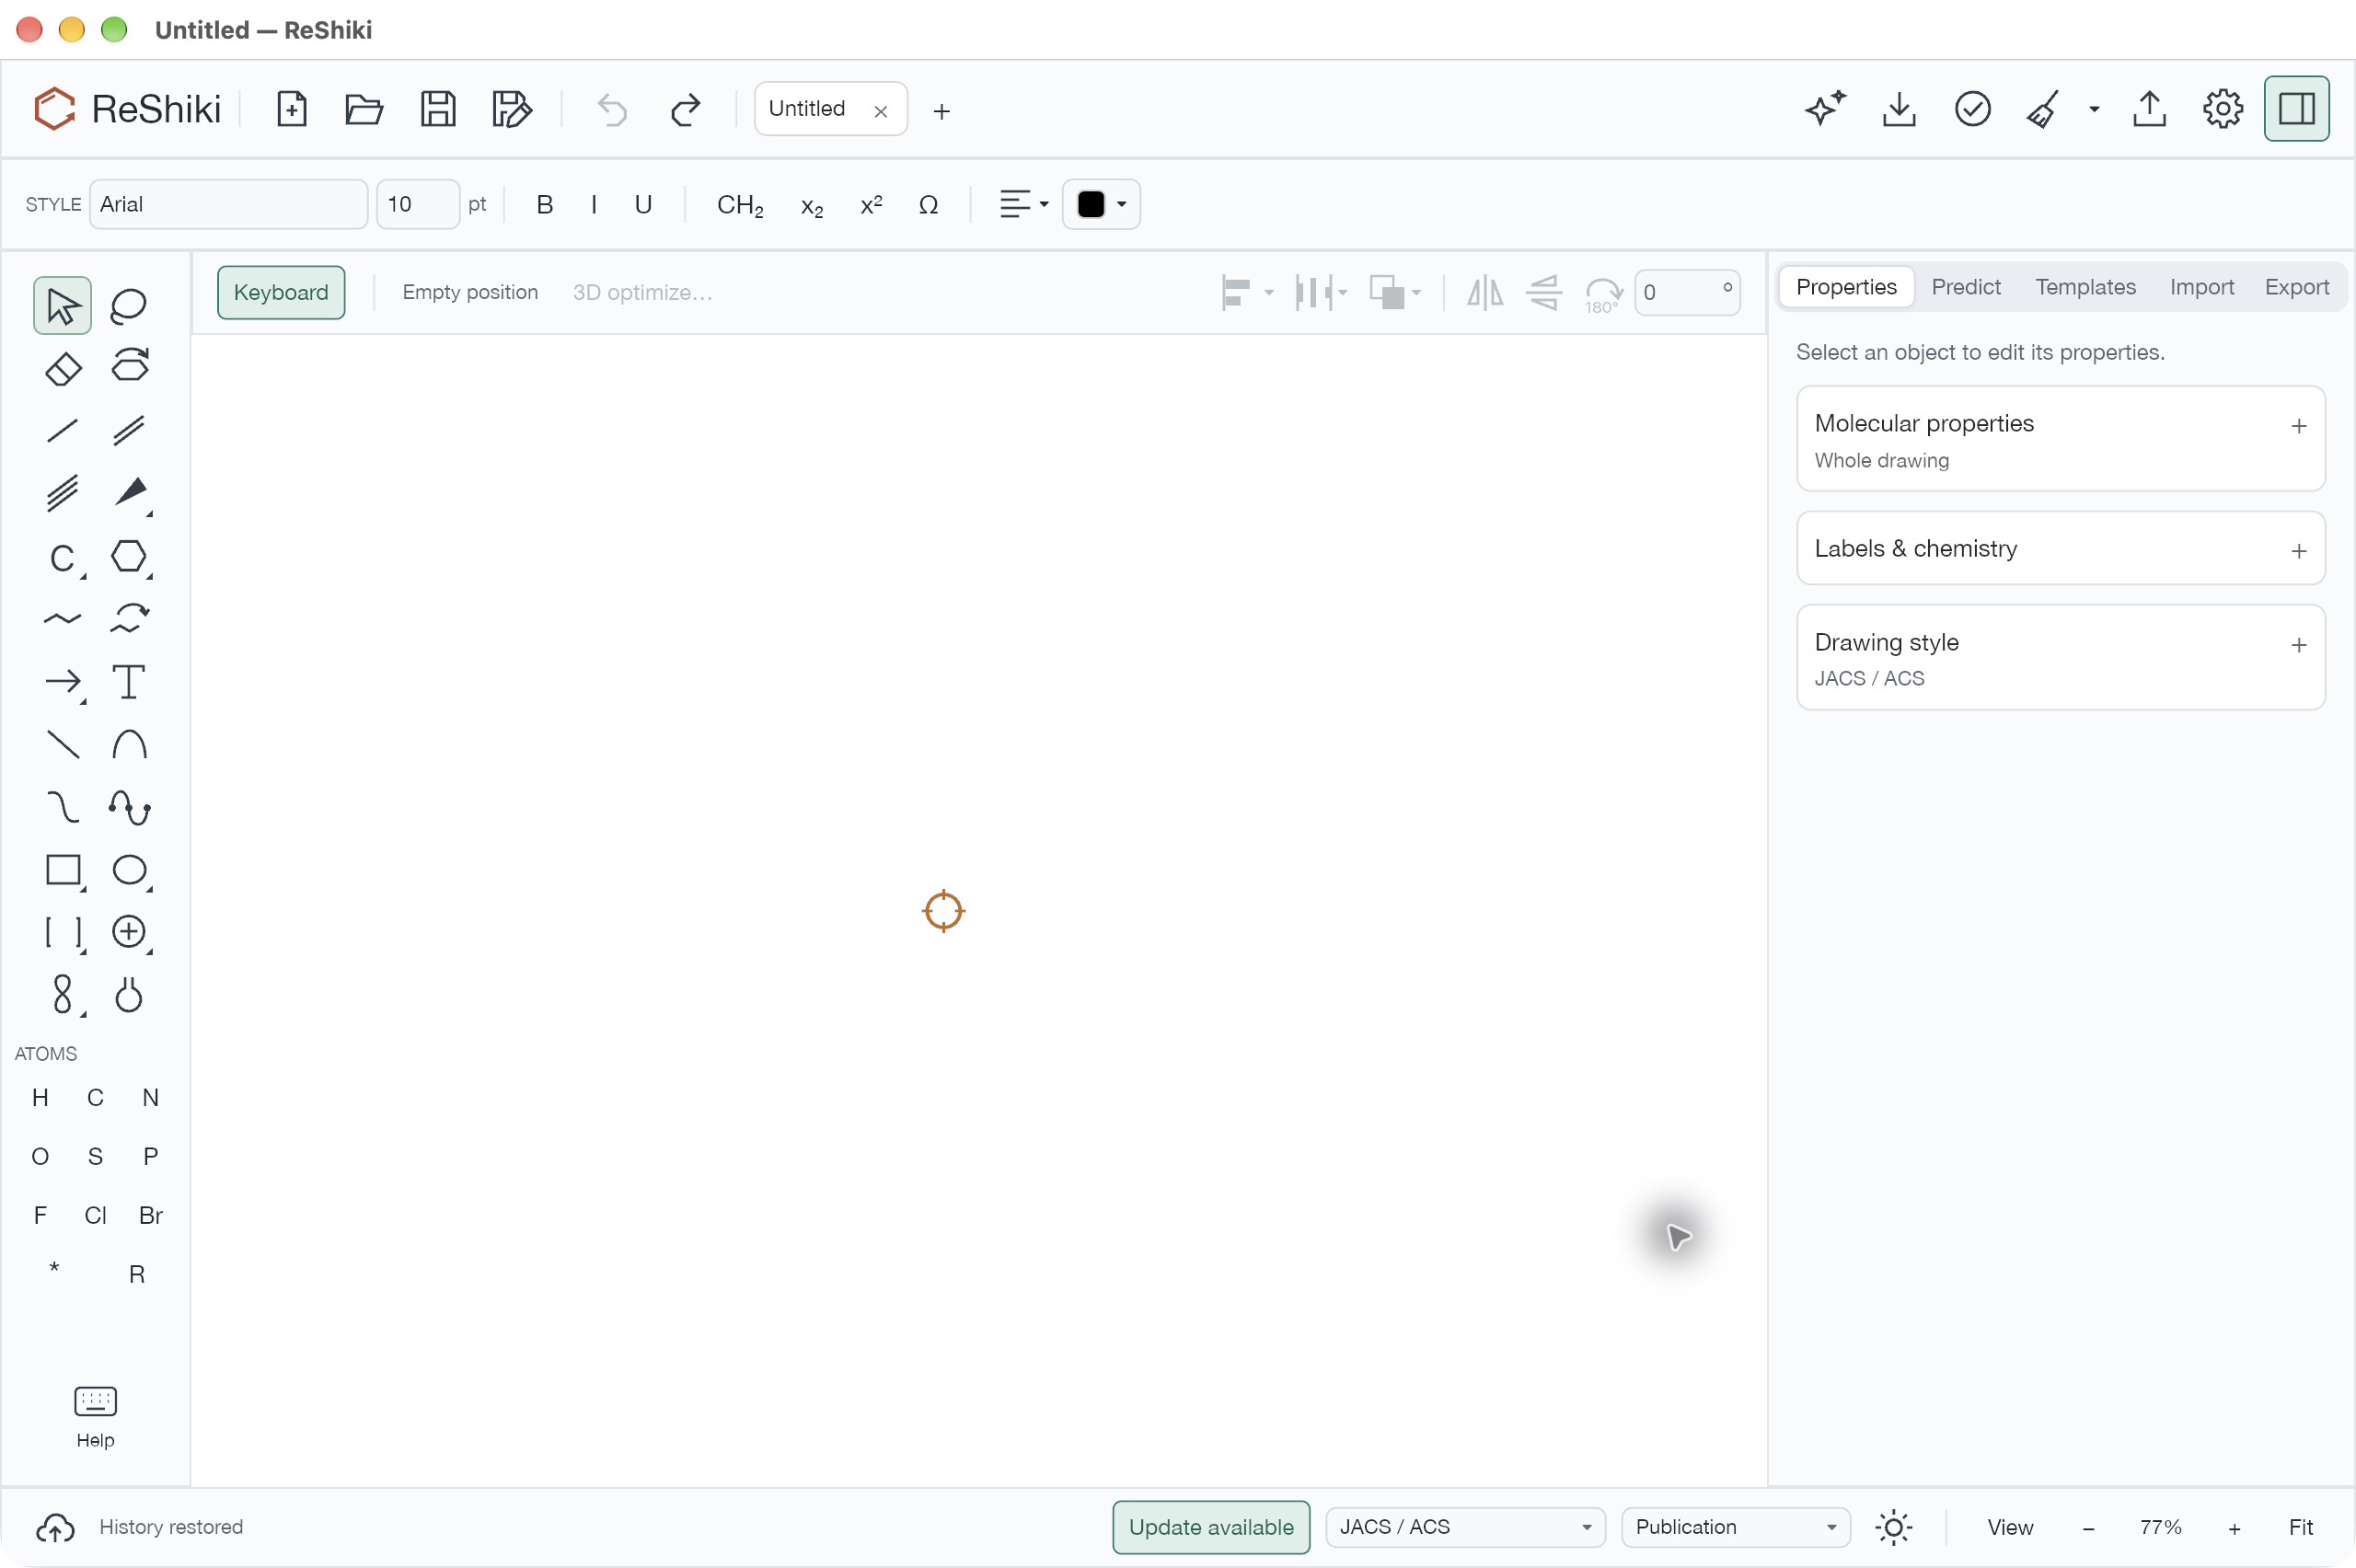 Untitled — ReShiki
ReShiki
Untitled × +
STYLE Arial 10 pt B I U CH₂ x₂ x² Ω
Keyboard Empty position 3D optimize... 180° 0 °
Properties Predict Templates Import Export
Select an object to edit its properties.
Molecular properties +
Whole drawing
Labels & chemistry +
Drawing style +
JACS / ACS
C
T
[ ]
ATOMS
H C N
O S P
F Cl Br
* R
Help
History restored Update available JACS / ACS Publication View – 77% + Fit